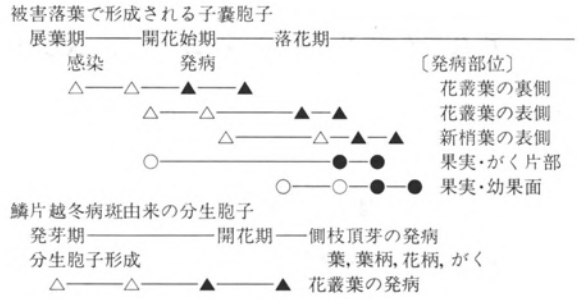 被害落葉で形成される子囊胞子
展葉期───開花始期───落花期
感染 発病 〔発病部位〕
△──△──▲──▲ 花叢葉の裏側
△──△────▲─▲ 花叢葉の表側
△────△─▲─▲ 新梢葉の表側
○────────●─● 果実・がく片部
○──○─●─● 果実・幼果面
鱗片越冬病斑由来の分生胞子
発芽期──────開花期──側枝頂芽の発病
分生胞子形成 葉,葉柄,花柄,がく
△───△───▲───▲ 花叢葉の発病